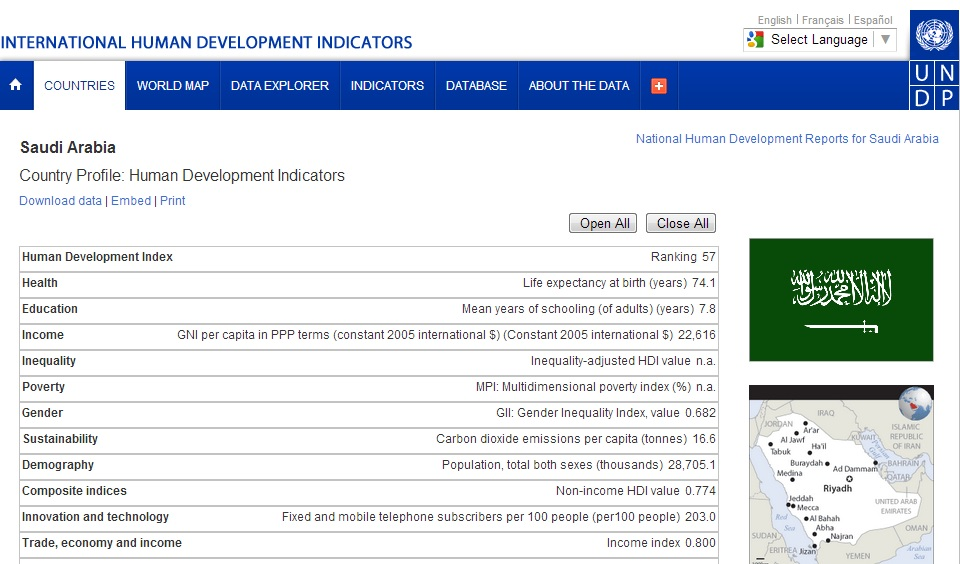 English | Français | Español
Select Language ▼
INTERNATIONAL HUMAN DEVELOPMENT INDICATORS
U N
D P
COUNTRIES WORLD MAP DATA EXPLORER INDICATORS DATABASE ABOUT THE DATA
National Human Development Reports for Saudi Arabia
Saudi Arabia
Country Profile: Human Development Indicators
Download data | Embed | Print
Open All Close All
Human Development Index Ranking 57
Health Life expectancy at birth (years) 74.1
Education Mean years of schooling (of adults) (years) 7.8
Income GNI per capita in PPP terms (constant 2005 international $) (Constant 2005 international $) 22,616
Inequality Inequality-adjusted HDI value n.a.
Poverty MPI: Multidimensional poverty index (%) n.a.
Gender GII: Gender Inequality Index, value 0.682
Sustainability Carbon dioxide emissions per capita (tonnes) 16.6
Demography Population, total both sexes (thousands) 28,705.1
Composite indices Non-income HDI value 0.774
Innovation and technology Fixed and mobile telephone subscribers per 100 people (per100 people) 203.0
Trade, economy and income Income index 0.800
لا إله إلا الله محمد رسول الله
IRAQ
JORDAN
Ar'ar
ISLAMIC
REPUBLIC
OF IRAN
Al Jawf
KUWAIT
Ha'il
Tabuk
Persian
Gulf
Buraydah
Ad Dammam
BAHRAIN
Medina
QATAR
Riyadh
Jeddah
Mecca
UNITED ARAB
EMIRATES
Red
Sea
Al Bahah
OMAN
Abha
SUDAN
Najran
ERITREA
Jizan
YEMEN
Arabian
Sea